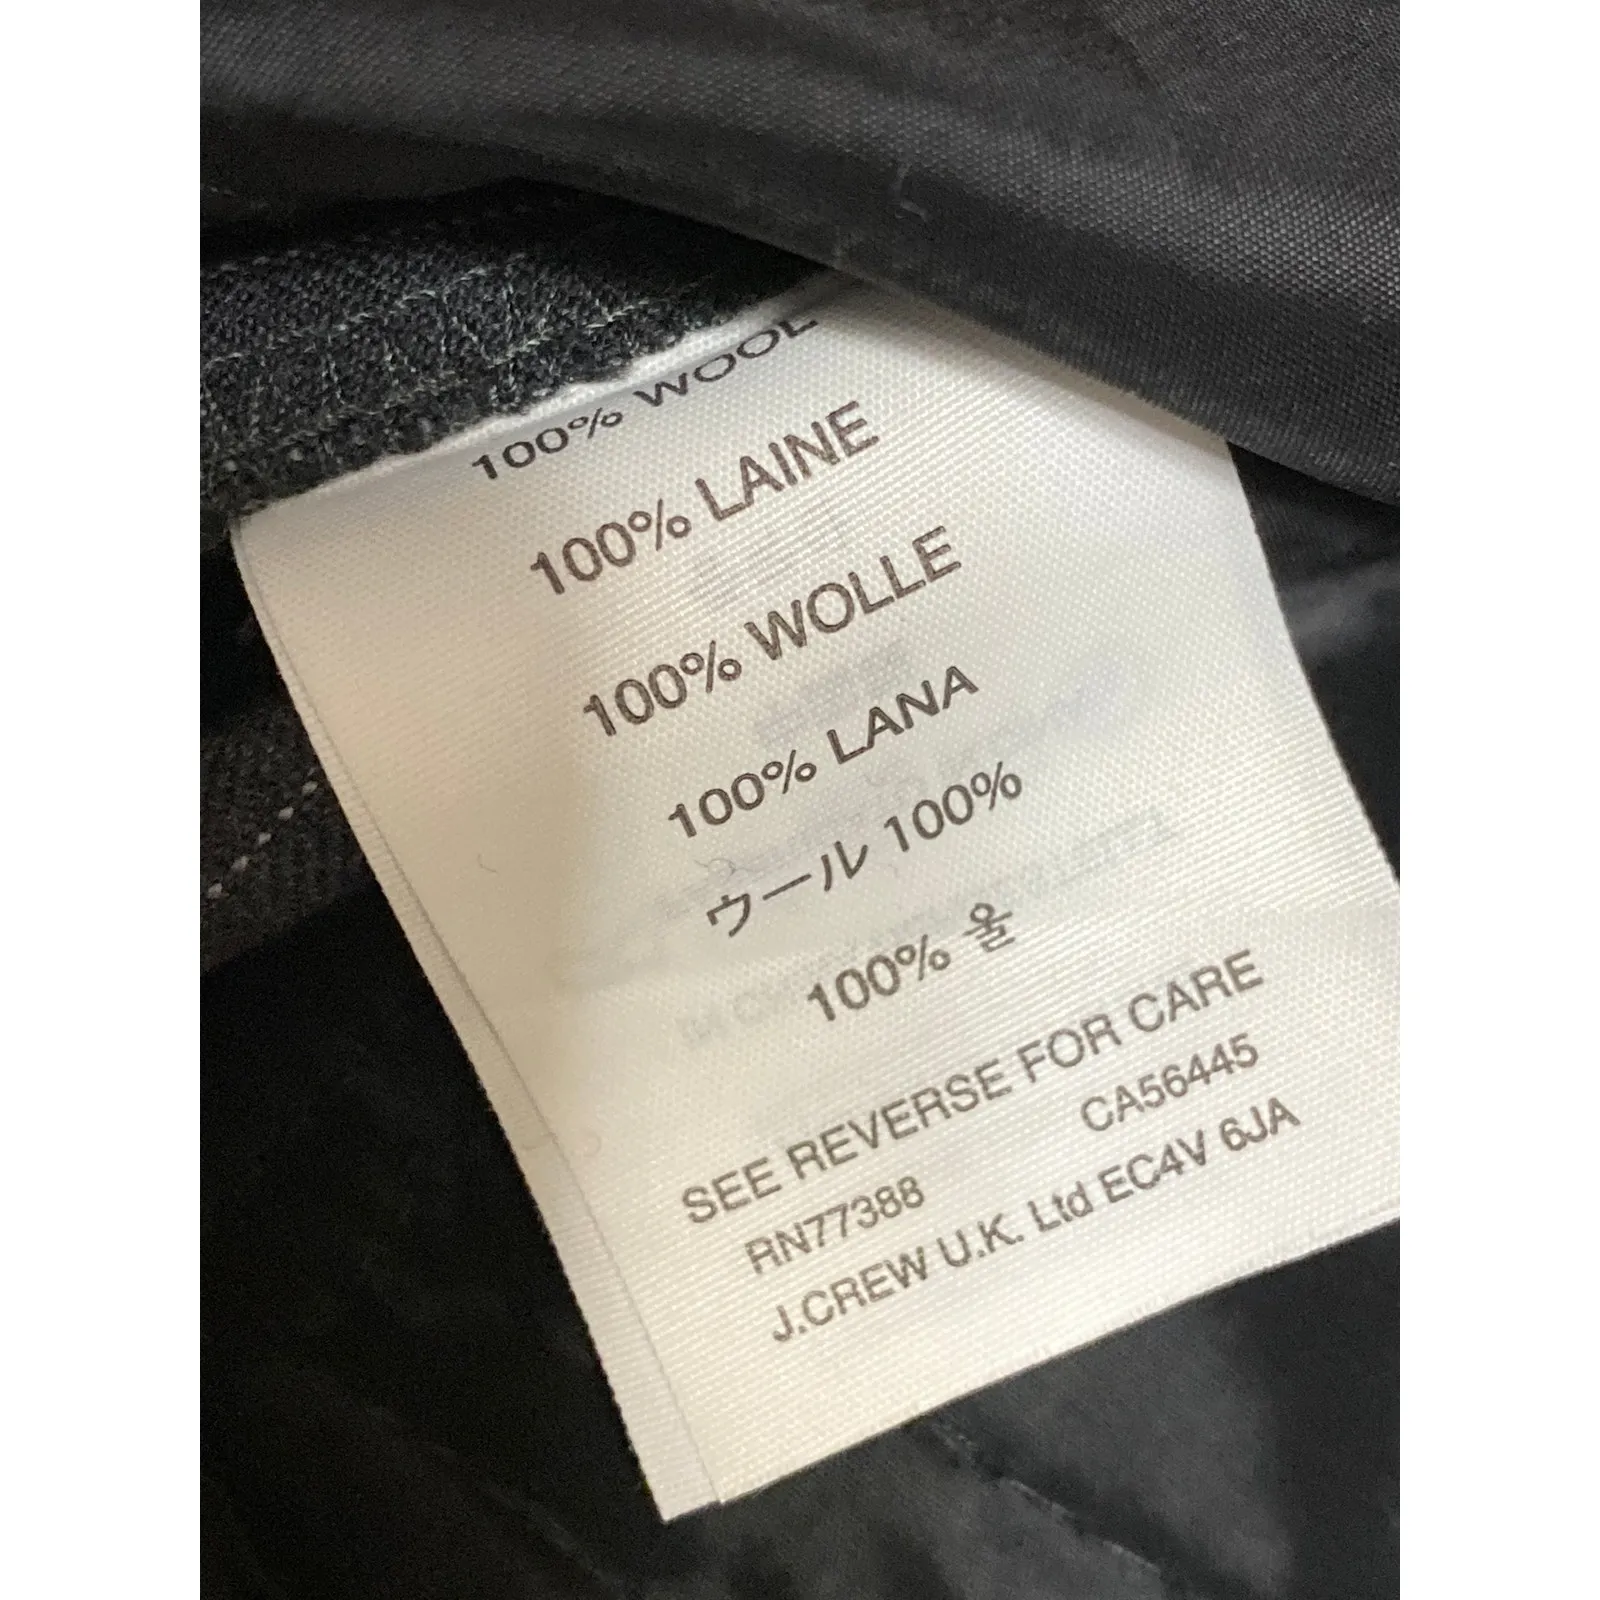 100% WOOL
100% LAINE
100% WOLLE
100% LANA
ウール 100%
100% 울
SEE REVERSE FOR CARE
RN77388 CA56445
J.CREW U.K. Ltd EC4V 6JA